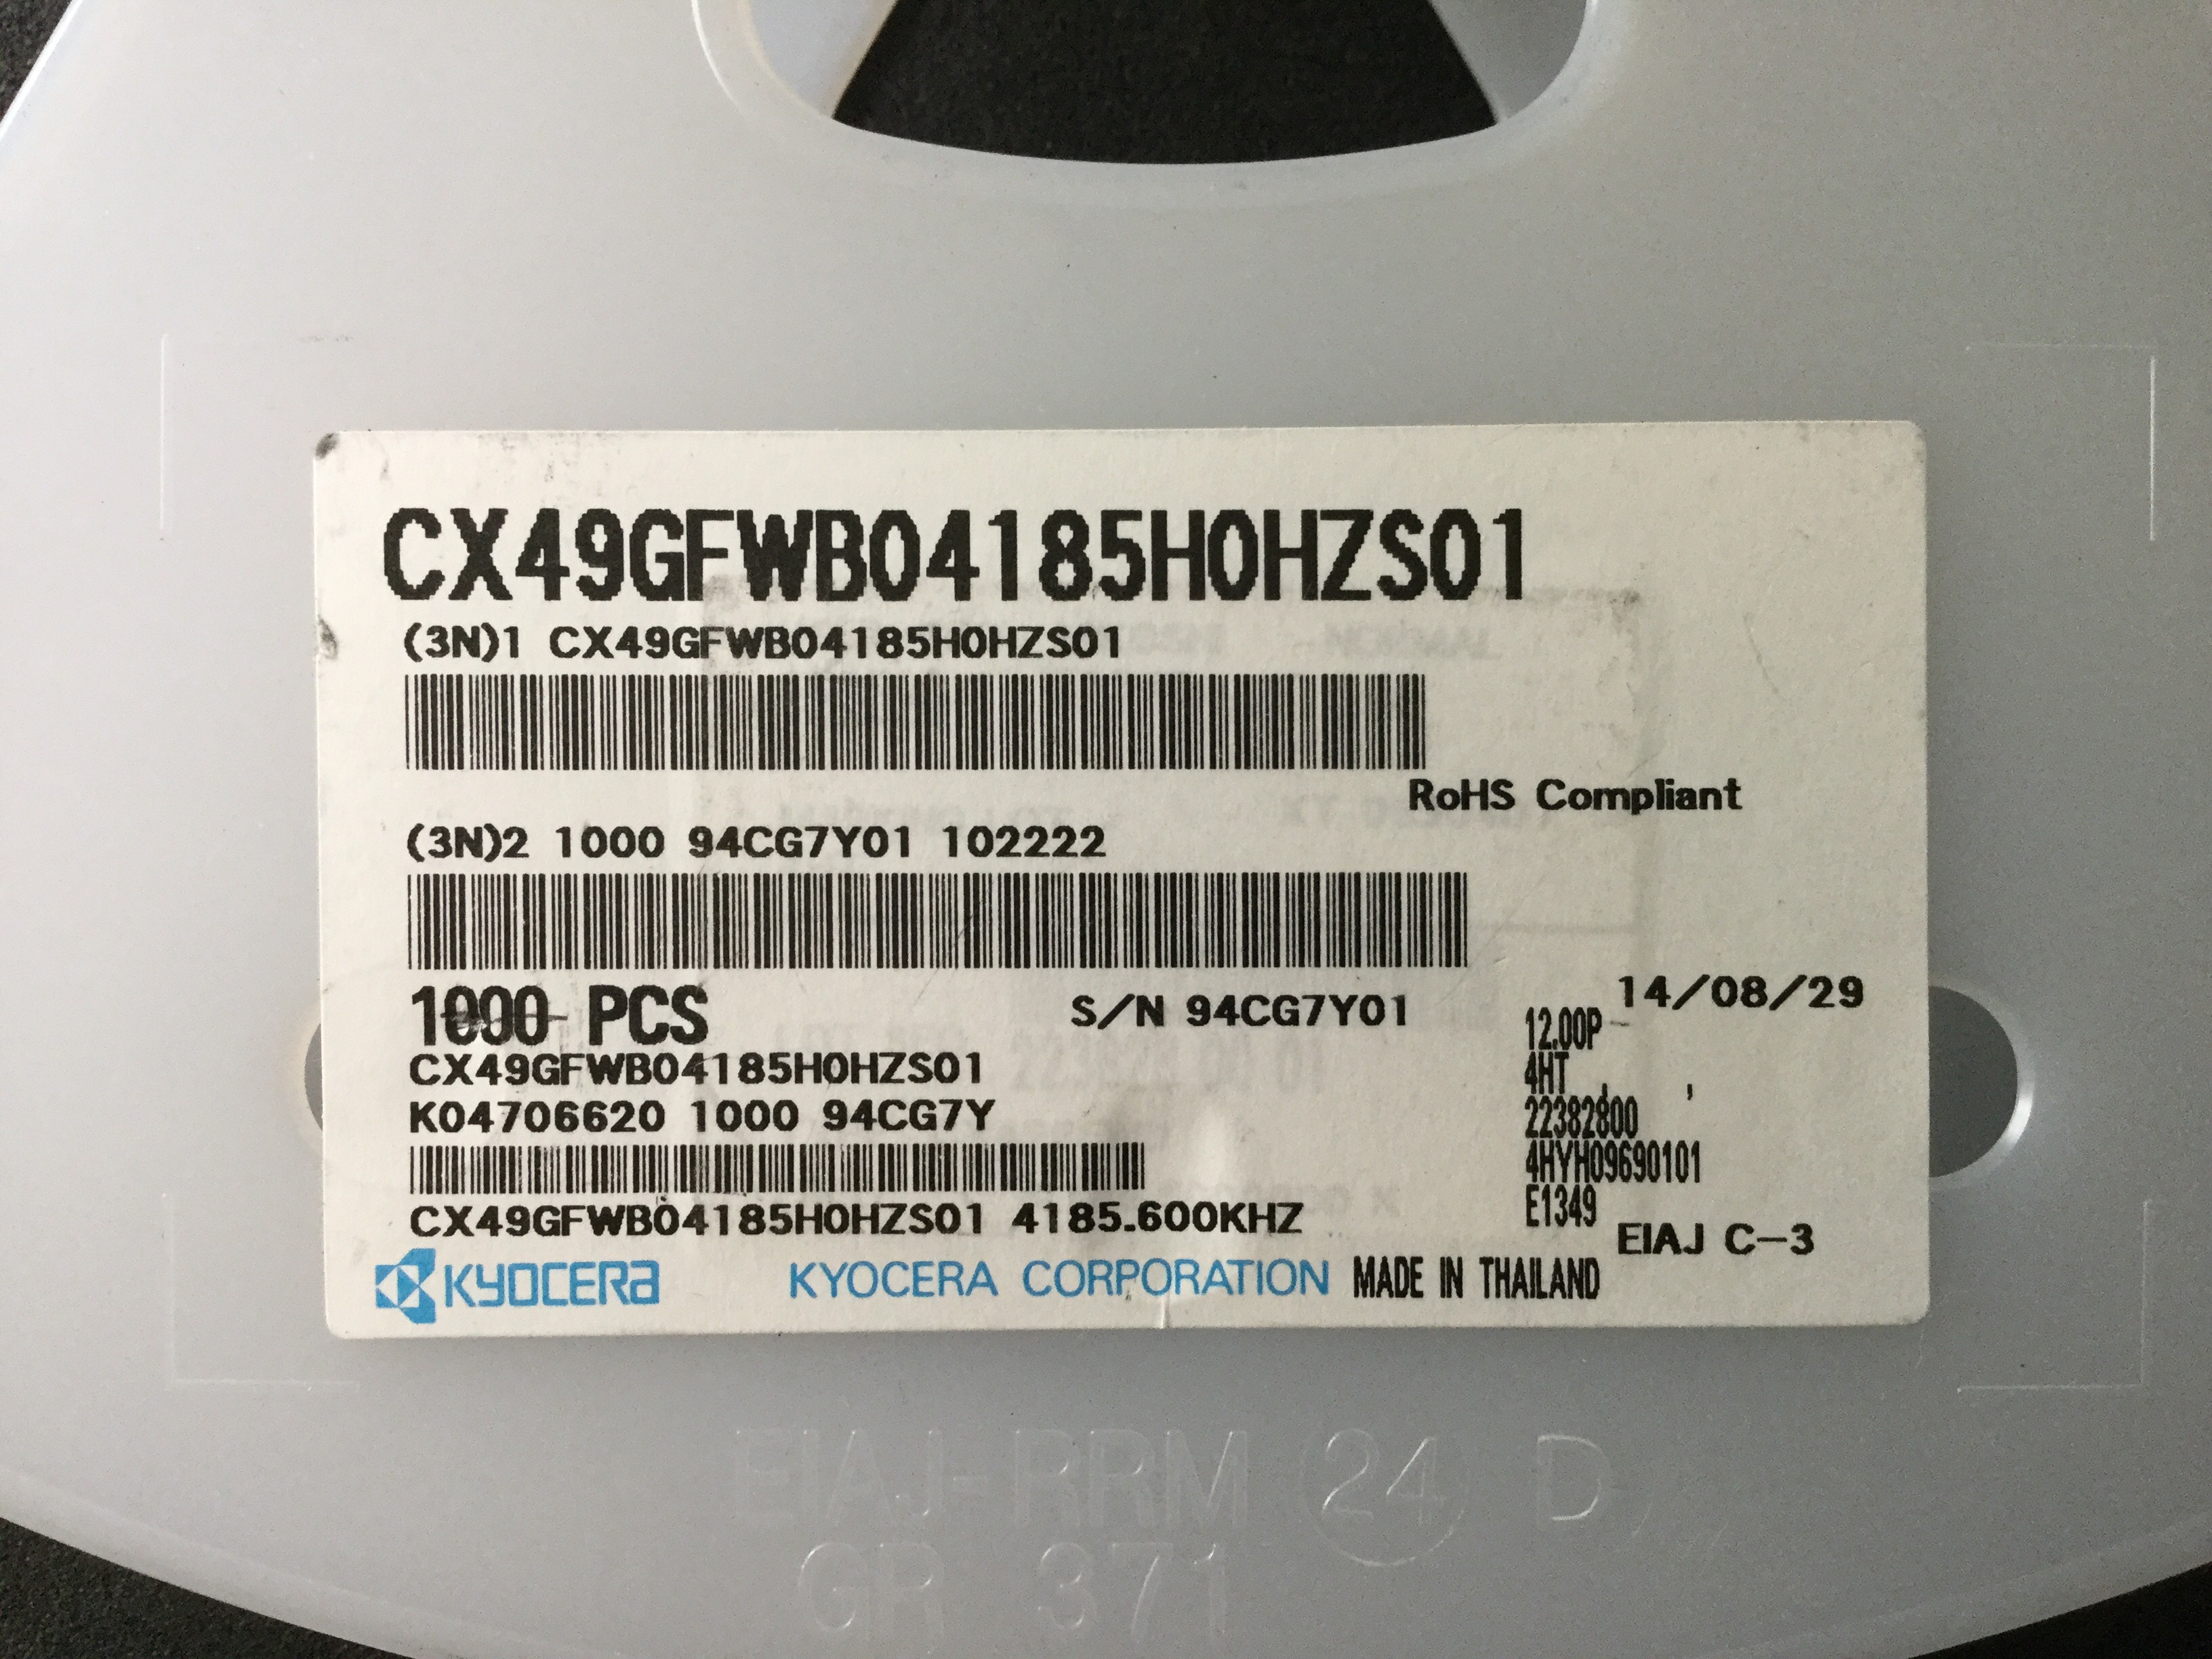 CX49GFWB04185H0HZS01
(3N)1 CX49GFWB04185H0HZS01
RoHS Compliant
(3N)2 1000 94CG7Y01 102222
14/08/29
1000 PCS
S/N 94CG7Y01
12.00P
CX49GFWB04185H0HZS01
4HT
K04706620 1000 94CG7Y
22382800
4HYH09690101
E1349
CX49GFWB04185H0HZS01 4185.600KHZ
EIAJ C-3
KYOCERA
KYOCERA CORPORATION MADE IN THAILAND
EIAJ-RRM (24) D
GR 371